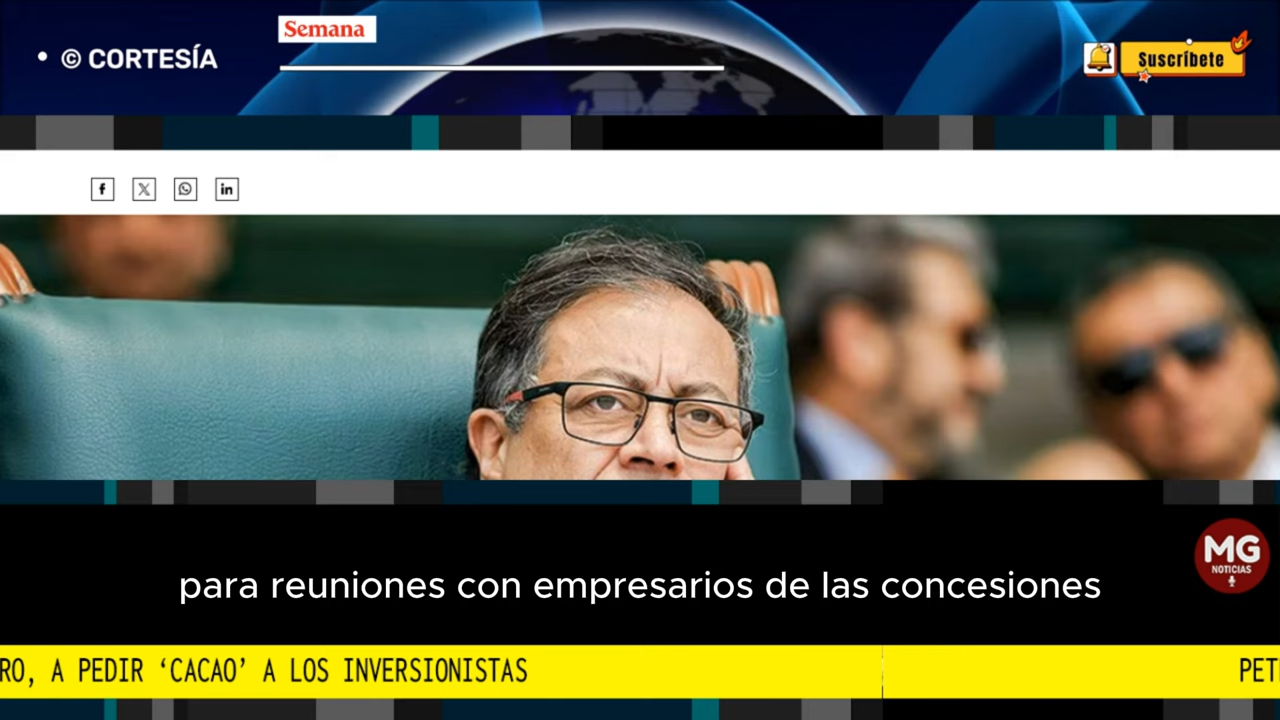 Semana
• © CORTESÍA
Suscríbete
para reuniones con empresarios de las concesiones
MG
NOTICIAS
RO, A PEDIR ‘CACAO’ A LOS INVERSIONISTAS
PET